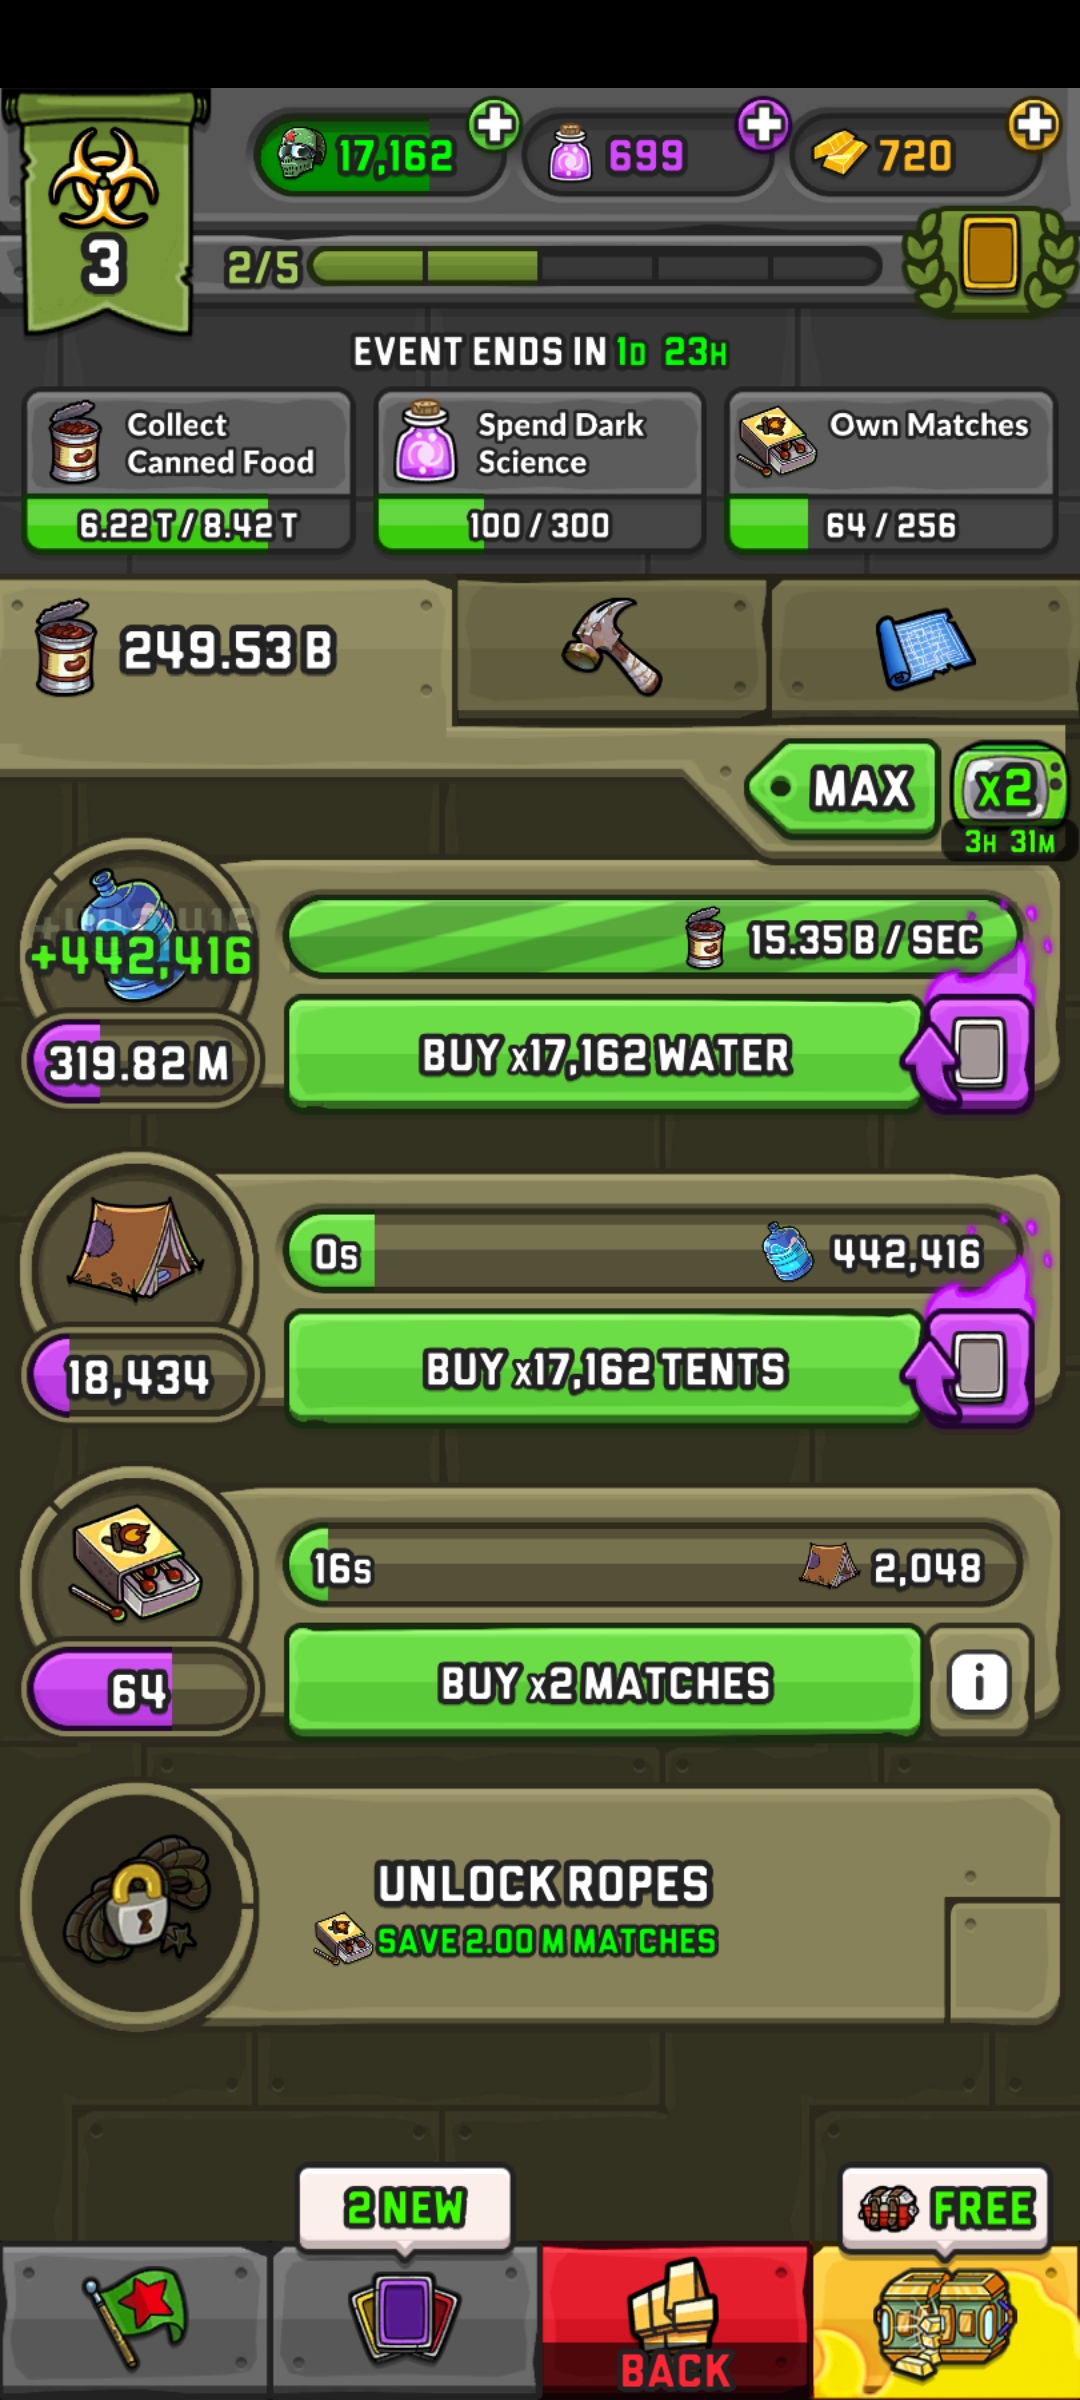 17,162
699
720
3
2/5
EVENT ENDS IN 1D 23H
Collect
Canned Food
6.22 T / 8.42 T
Spend Dark
Science
100 / 300
Own Matches
64 / 256
249.53 B
MAX
x2
3H 31M
+442,416
319.82 M
15.35 B / SEC
BUY x17,162 WATER
0s
442,416
18,434
BUY x17,162 TENTS
16s
2,048
64
BUY x2 MATCHES
i
UNLOCK ROPES
SAVE 2.00 M MATCHES
2 NEW
FREE
BACK